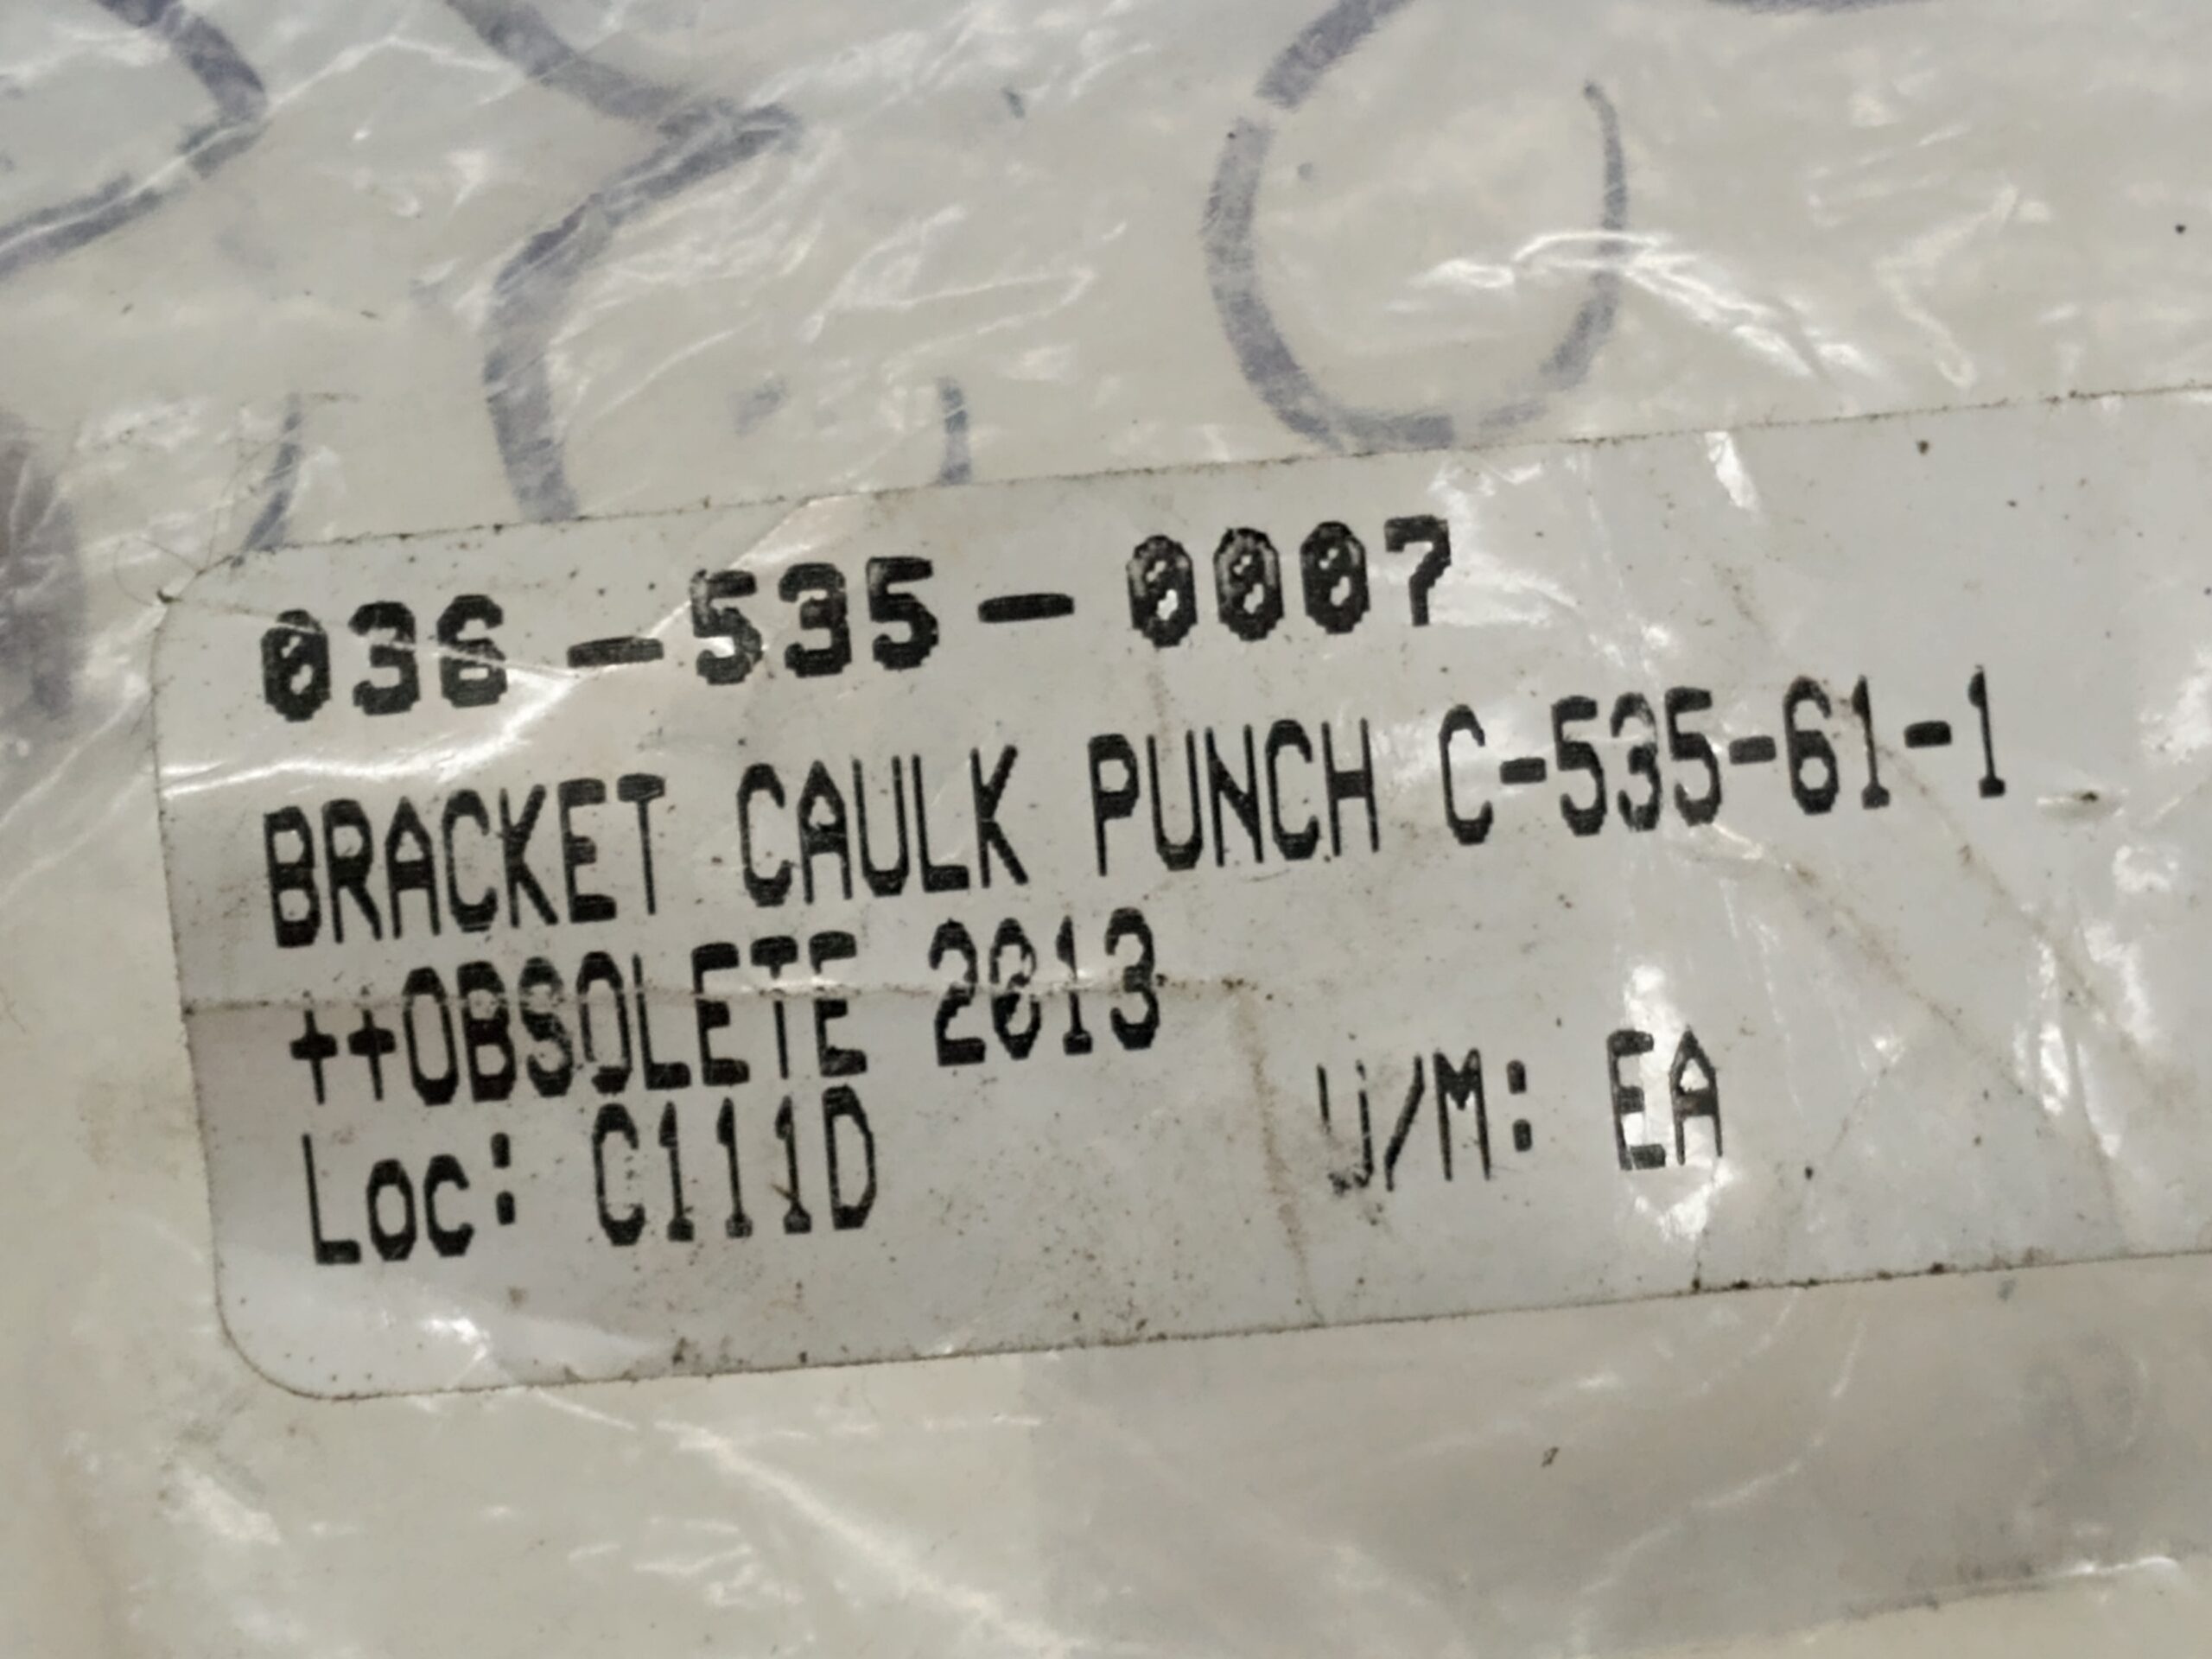 036-535-0007
BRACKET CAULK PUNCH C-535-61-1
++OBSOLETE 2013
Loc: C111D U/M: EA